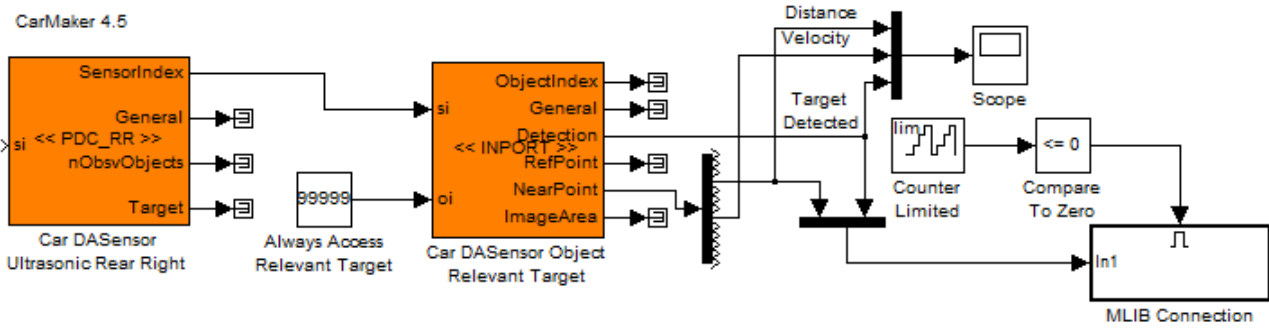 CarMaker 4.5
SensorIndex
General
<< PDC_RR >>
si
nObsvObjects
Target
Car DASensor
Ultrasonic Rear Right
99999
Always Access
Relevant Target
ObjectIndex
si
General
Detection
<< INPORT >>
RefPoint
NearPoint
oi
ImageArea
Car DASensor Object
Relevant Target
Distance
Velocity
Target
Detected
Scope
lim
Counter
Limited
<= 0
Compare
To Zero
In1
MLIB Connection